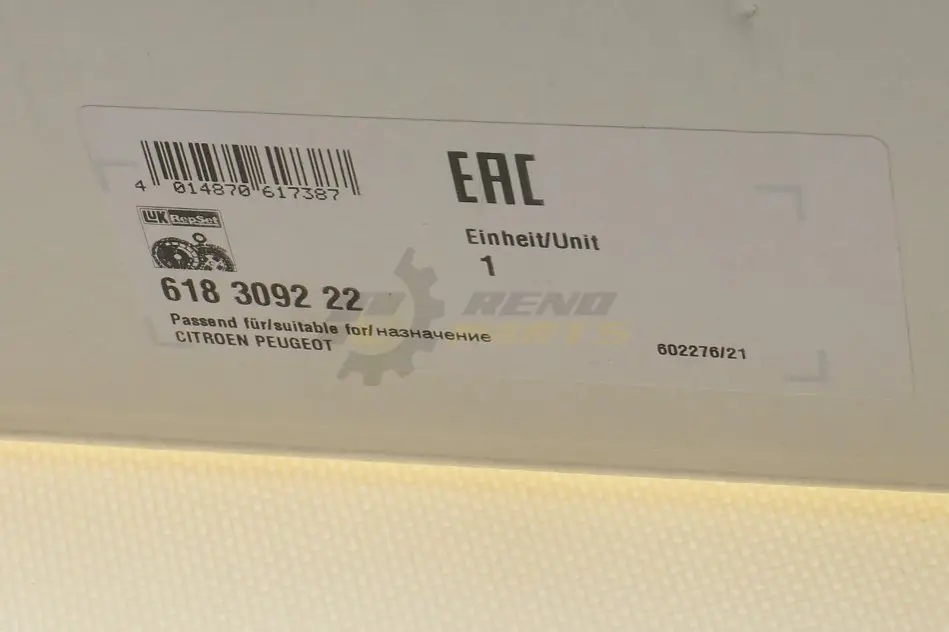 4 014870 617387
EAC
LUK RepSet
Einheit/Unit
1
618 3092 22
Passend für/suitable for/назначение
CITROEN PEUGEOT
602276/21
RENO
PARTS